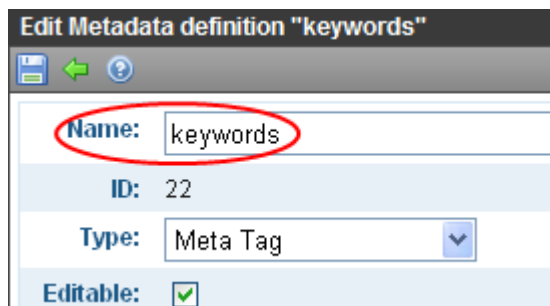 Edit Metadata definition "keywords"
Name: keywords
ID: 22
Type: Meta Tag
Editable: